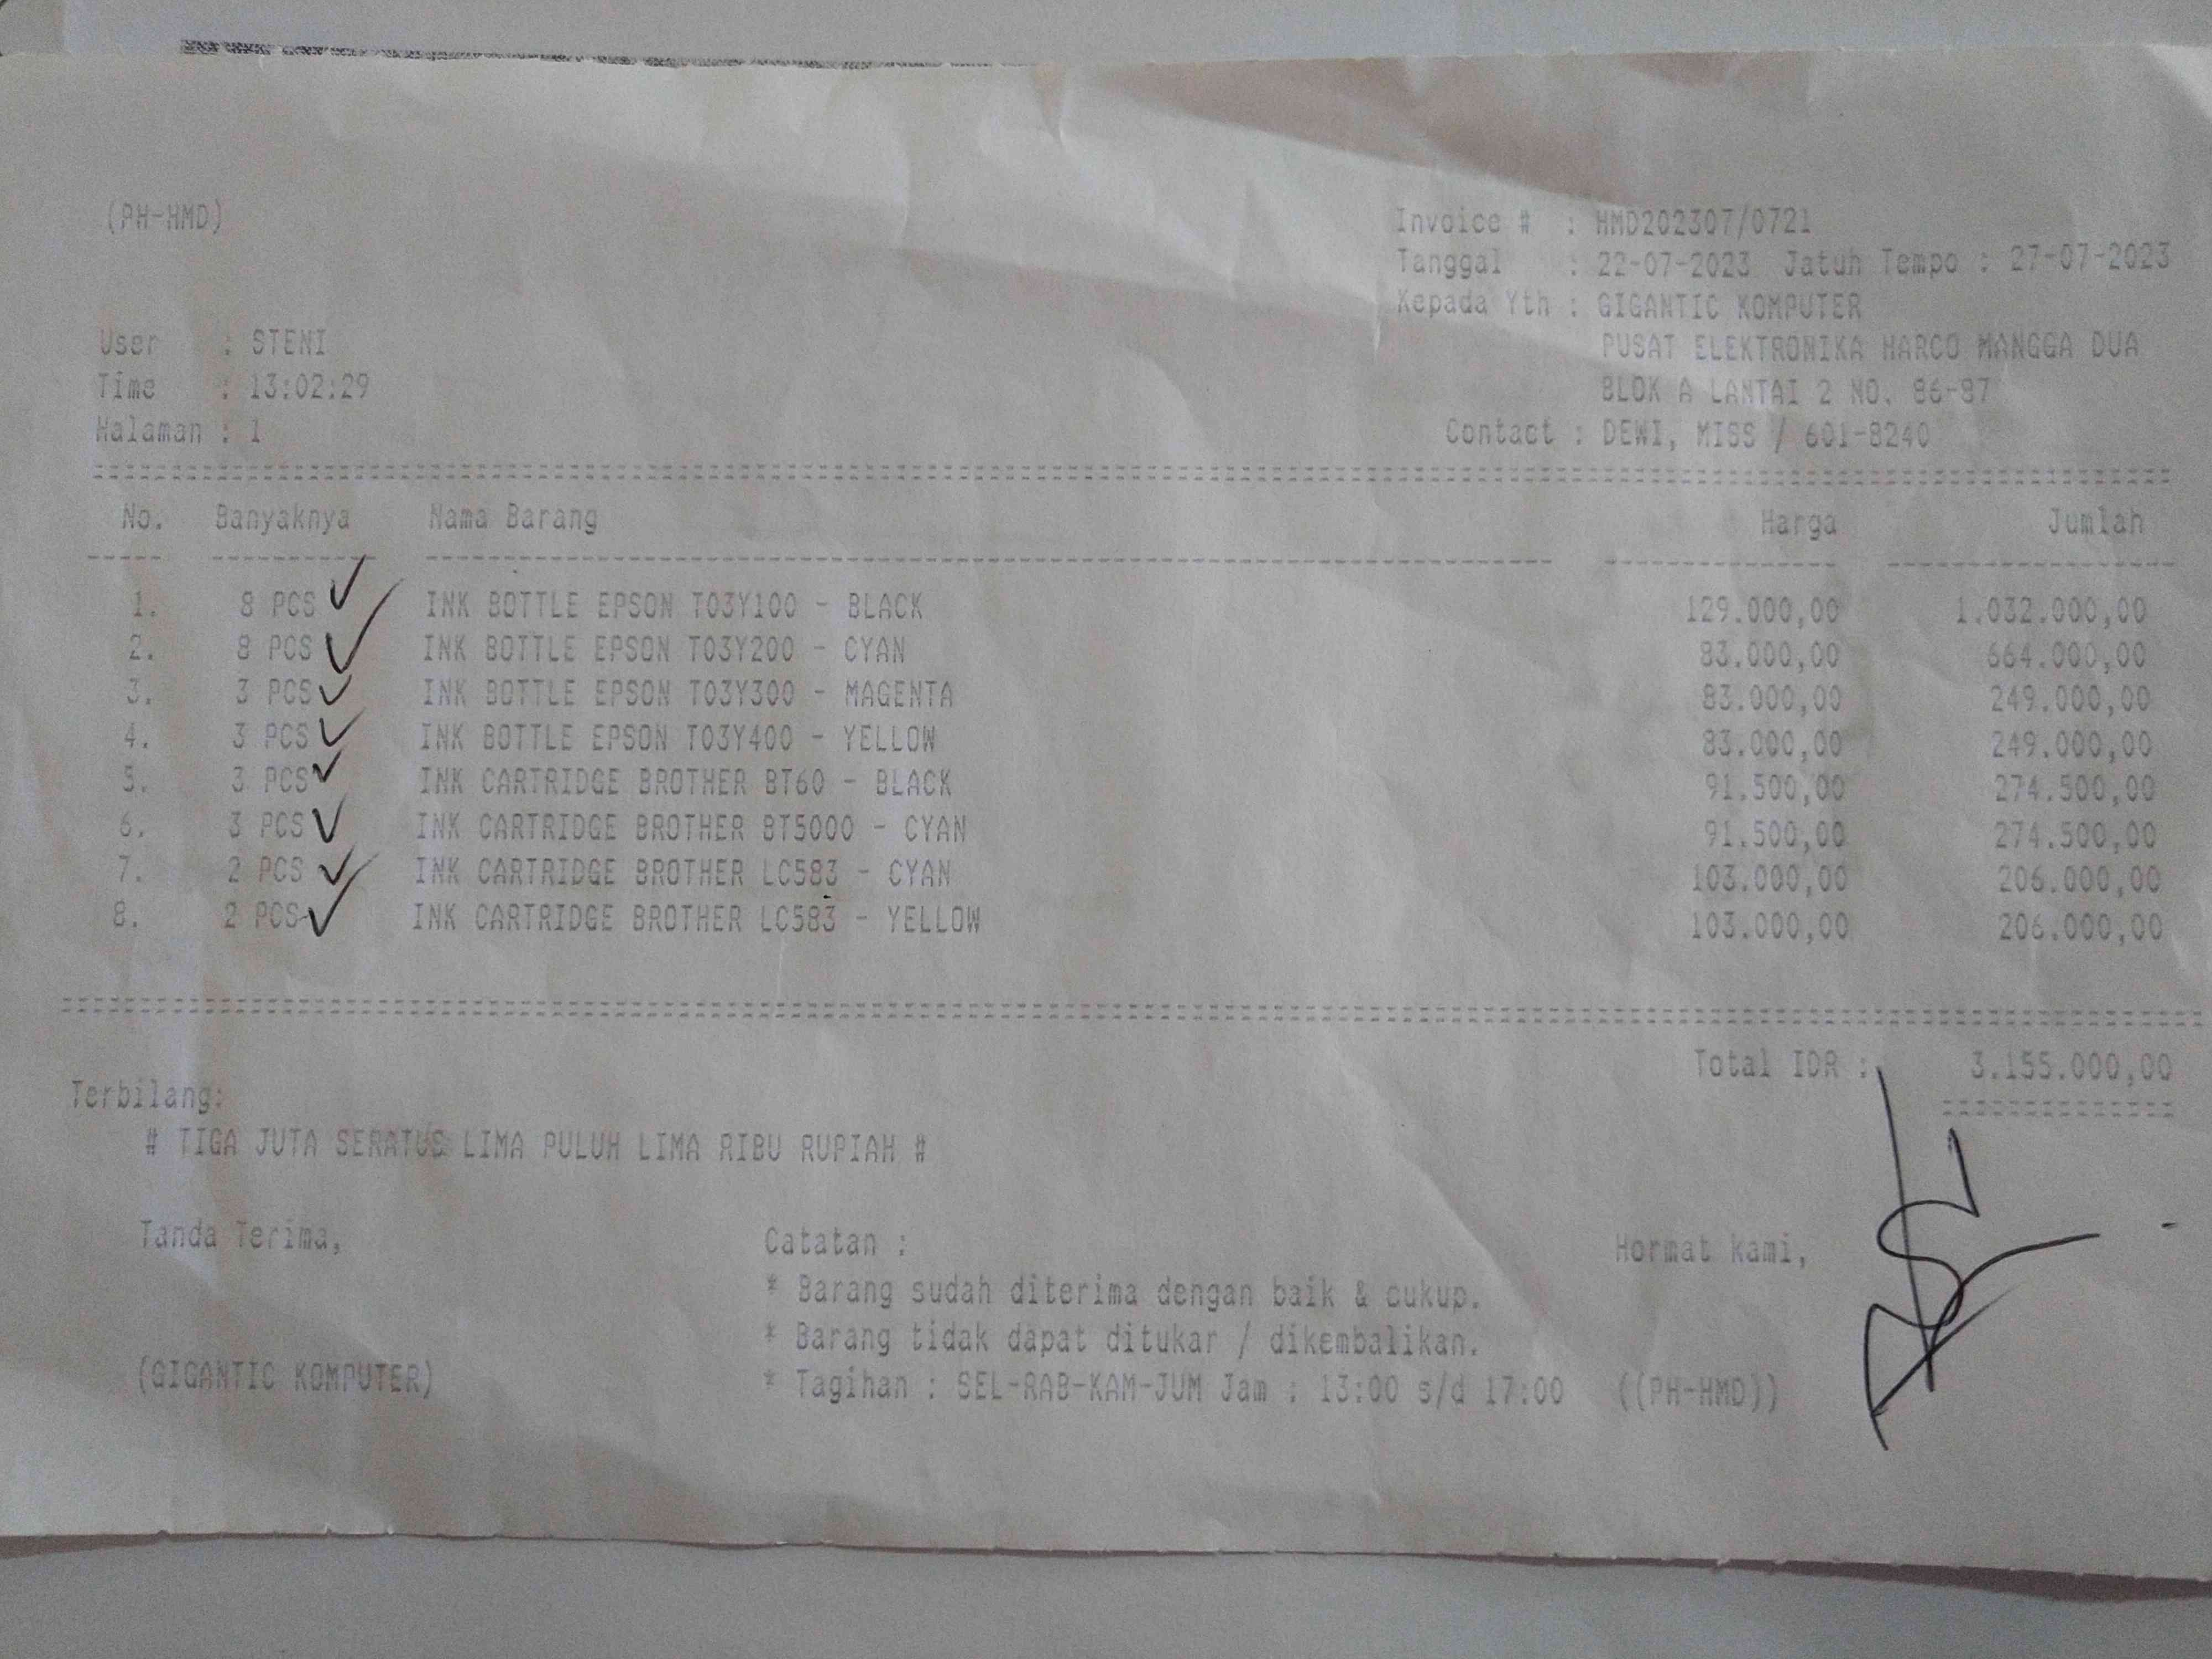 (PH-HMD)
Invoice # : HMD202307/0721
Tanggal : 22-07-2023 Jatuh Tempo : 27-07-2023
Kepada Yth : GIGANTIC KOMPUTER
User : STENI
PUSAT ELEKTRONIKA HARCO MANGGA DUA
Time : 13:02:29
BLOK A LANTAI 2 NO. 86-87
Halaman : 1
Contact : DEWI, MISS / 601-8240
No. Banyaknya Nama Barang Harga Jumlah
1. 8 PCS INK BOTTLE EPSON T03Y100 - BLACK 129.000,00 1.032.000,00
2. 8 PCS INK BOTTLE EPSON T03Y200 - CYAN 83.000,00 664.000,00
3. 3 PCS INK BOTTLE EPSON T03Y300 - MAGENTA 83.000,00 249.000,00
4. 3 PCS INK BOTTLE EPSON T03Y400 - YELLOW 83.000,00 249.000,00
5. 3 PCS INK CARTRIDGE BROTHER BT60 - BLACK 91.500,00 274.500,00
6. 3 PCS INK CARTRIDGE BROTHER BT5000 - CYAN 91.500,00 274.500,00
7. 2 PCS INK CARTRIDGE BROTHER LC583 - CYAN 103.000,00 206.000,00
8. 2 PCS INK CARTRIDGE BROTHER LC583 - YELLOW 103.000,00 206.000,00
Total IDR : 3.155.000,00
Terbilang:
# TIGA JUTA SERATUS LIMA PULUH LIMA RIBU RUPIAH #
Tanda Terima, Catatan : Hormat kami,
* Barang sudah diterima dengan baik & cukup.
* Barang tidak dapat ditukar / dikembalikan.
(GIGANTIC KOMPUTER) * Tagihan : SEL-RAB-KAM-JUM Jam : 13:00 s/d 17:00 ((PH-HMD))